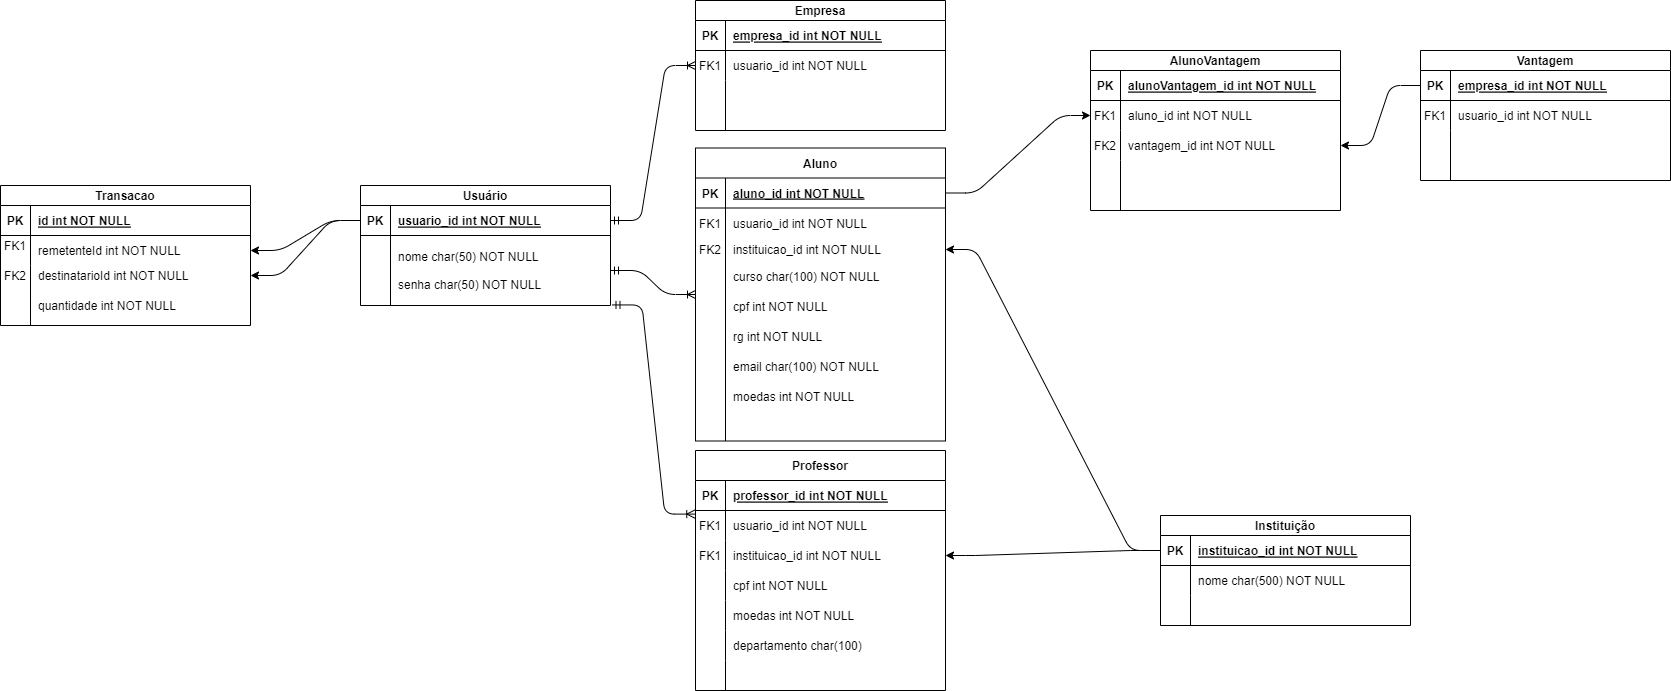 Transacao
PK id int NOT NULL
FK1 remetenteId int NOT NULL
FK2 destinatarioId int NOT NULL
quantidade int NOT NULL
Usuário
PK usuario_id int NOT NULL
nome char(50) NOT NULL
senha char(50) NOT NULL
Empresa
PK empresa_id int NOT NULL
FK1 usuario_id int NOT NULL
Aluno
PK aluno_id int NOT NULL
FK1 usuario_id int NOT NULL
FK2 instituicao_id int NOT NULL
curso char(100) NOT NULL
cpf int NOT NULL
rg int NOT NULL
email char(100) NOT NULL
moedas int NOT NULL
Professor
PK professor_id int NOT NULL
FK1 usuario_id int NOT NULL
FK1 instituicao_id int NOT NULL
cpf int NOT NULL
moedas int NOT NULL
departamento char(100)
AlunoVantagem
PK alunoVantagem_id int NOT NULL
FK1 aluno_id int NOT NULL
FK2 vantagem_id int NOT NULL
Vantagem
PK empresa_id int NOT NULL
FK1 usuario_id int NOT NULL
Instituição
PK instituicao_id int NOT NULL
nome char(500) NOT NULL